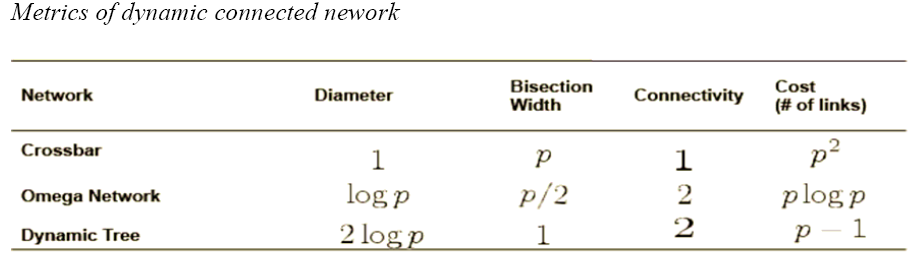 Metrics of dynamic connected nework
Network Diameter Bisection Width Connectivity Cost (# of links)
Crossbar 1 p 1 p²
Omega Network log p p/2 2 p log p
Dynamic Tree 2 log p 1 2 p − 1